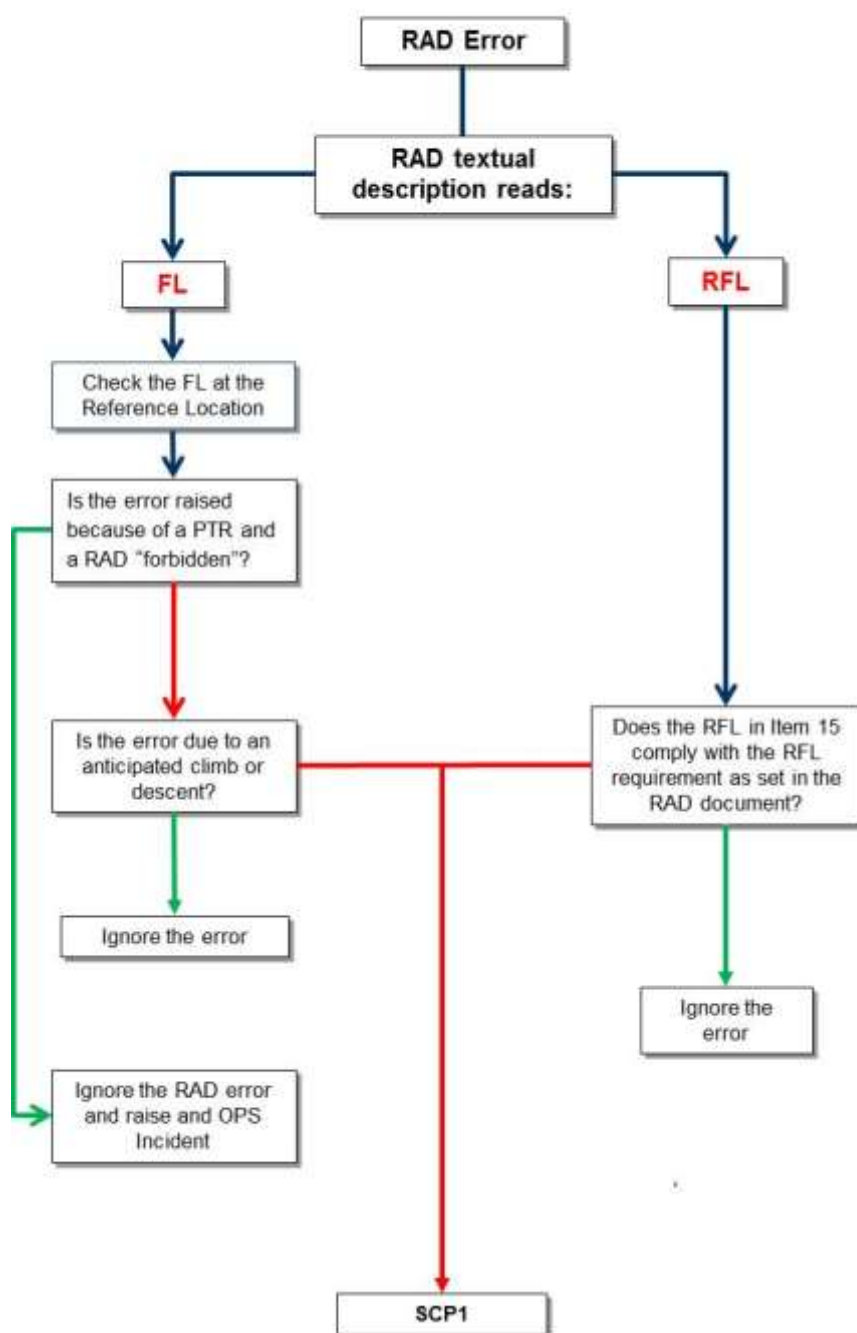 RAD Error
RAD textual
description reads:
FL
RFL
Check the FL at the
Reference Location
Is the error raised
because of a PTR and
a RAD "forbidden"?
Is the error due to an
anticipated climb or
descent?
Does the RFL in Item 15
comply with the RFL
requirement as set in the
RAD document?
Ignore the error
Ignore the
error
Ignore the RAD error
and raise and OPS
Incident
SCP1